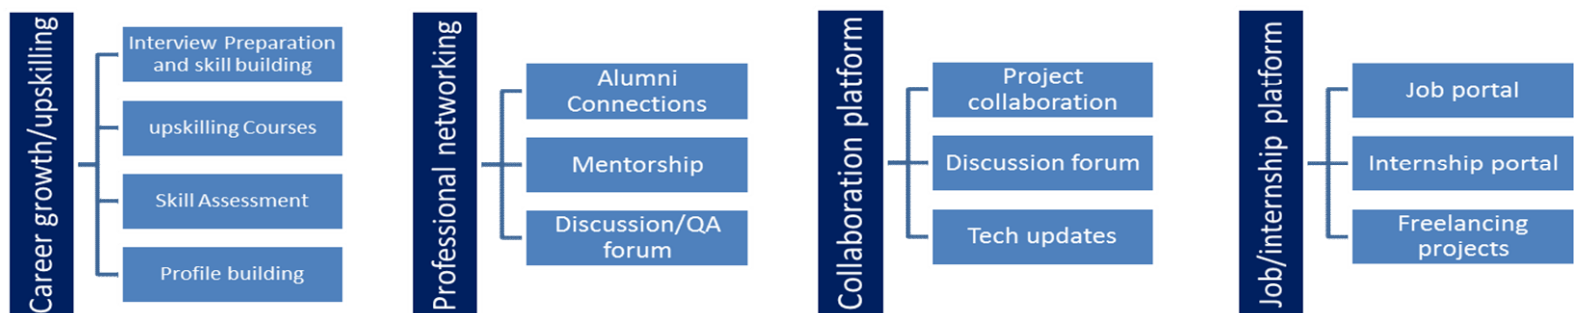 Career growth/upskilling
Interview Preparation
and skill building
upskilling Courses
Skill Assessment
Profile building
Professional networking
Alumni
Connections
Mentorship
Discussion/QA
forum
Collaboration platform
Project
collaboration
Discussion forum
Tech updates
Job/internship platform
Job portal
Internship portal
Freelancing
projects